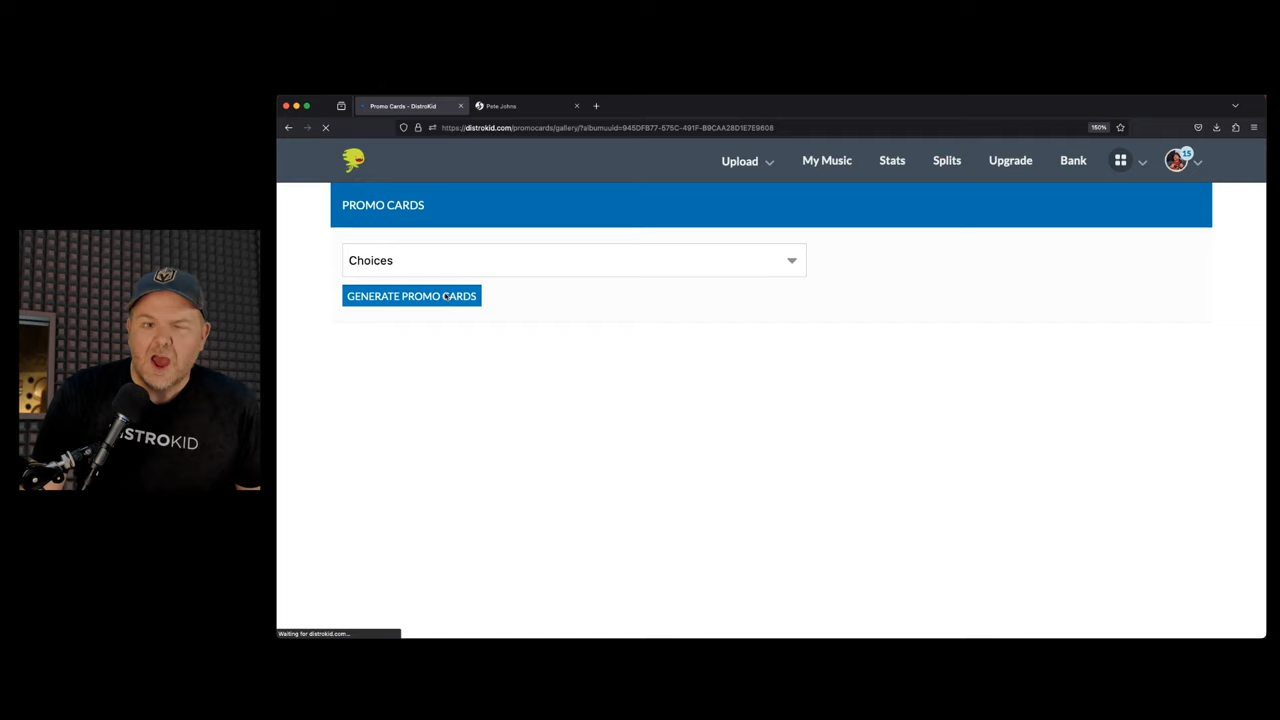 Promo Cards - DistroKid
Pete Johns
https://distrokid.com/promocards/gallery/?albumuuid=945DFB77-575C-491F-B9CAA28D1E7E9608
150%
Upload
My Music
Stats
Splits
Upgrade
Bank
15
PROMO CARDS
Choices
GENERATE PROMO CARDS
ISTROKID
Waiting for distrokid.com...